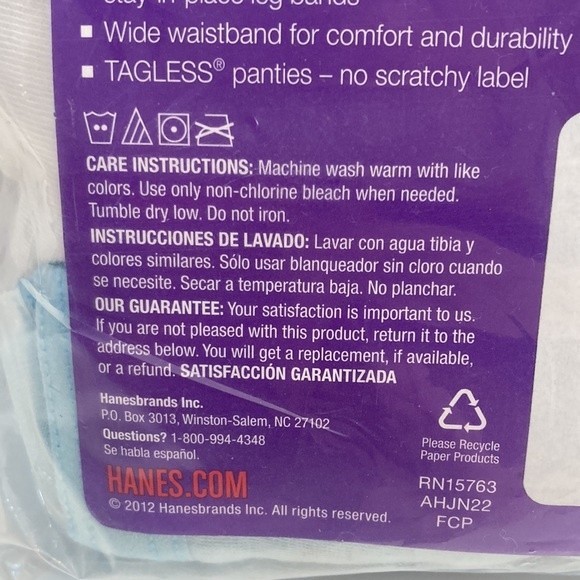 stay-in-place leg bands
▪ Wide waistband for comfort and durability
▪ TAGLESS® panties – no scratchy label
CARE INSTRUCTIONS: Machine wash warm with like
colors. Use only non-chlorine bleach when needed.
Tumble dry low. Do not iron.
INSTRUCCIONES DE LAVADO: Lavar con agua tibia y
colores similares. Sólo usar blanqueador sin cloro cuando
se necesite. Secar a temperatura baja. No planchar.
OUR GUARANTEE: Your satisfaction is important to us.
If you are not pleased with this product, return it to the
address below. You will get a replacement, if available,
or a refund. SATISFACCIÓN GARANTIZADA
Hanesbrands Inc.
P.O. Box 3013, Winston-Salem, NC 27102
Questions? 1-800-994-4348
Se habla español.
HANES.COM
© 2012 Hanesbrands Inc. All rights reserved.
Please Recycle
Paper Products
RN15763
AHJN22
FCP